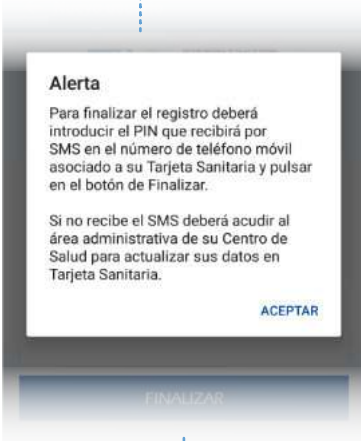 Alerta
Para finalizar el registro deberá
introducir el PIN que recibirá por
SMS en el número de teléfono móvil
asociado a su Tarjeta Sanitaria y pulsar
en el botón de Finalizar.
Si no recibe el SMS deberá acudir al
área administrativa de su Centro de
Salud para actualizar sus datos en
Tarjeta Sanitaria.
ACEPTAR
FINALIZAR